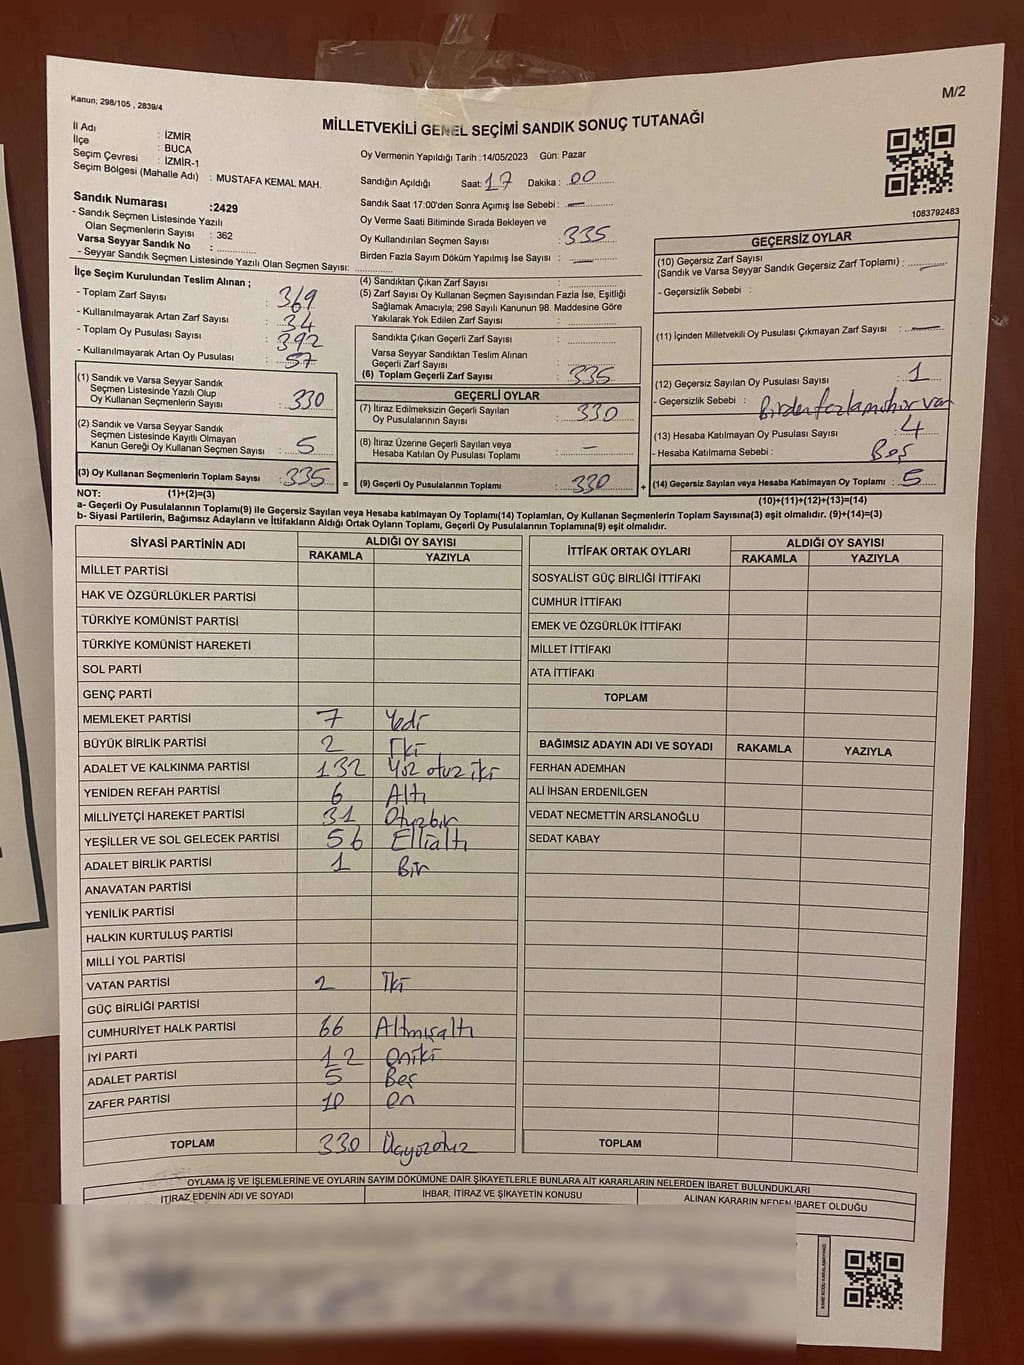 Kanun; 298/105 , 2839/4
M/2
MİLLETVEKİLİ GENEL SEÇİMİ SANDIK SONUÇ TUTANAĞI
İl Adı : İZMİR
İlçe : BUCA
Seçim Çevresi : İZMİR-1
Seçim Bölgesi (Mahalle Adı) : MUSTAFA KEMAL MAH.
Oy Vermenin Yapıldığı Tarih :14/05/2023 Gün: Pazar
Sandığın Açıldığı Saat: 17 Dakika : 00
Sandık Saat 17:00'den Sonra Açımış İse Sebebi : —
1083792483
Sandık Numarası :2429
- Sandık Seçmen Listesinde Yazılı
Olan Seçmenlerin Sayısı : 362
Varsa Seyyar Sandık No :
- Seyyar Sandık Seçmen Listesinde Yazılı Olan Seçmen Sayısı:
Oy Verme Saati Bitiminde Sırada Bekleyen ve
Oy Kullandırılan Seçmen Sayısı : 335
Birden Fazla Sayım Döküm Yapılmış İse Sayısı : —
İlçe Seçim Kurulundan Teslim Alınan ;
- Toplam Zarf Sayısı : 369
- Kullanılmayarak Artan Zarf Sayısı : 34
- Toplam Oy Pusulası Sayısı : 392
- Kullanılmayarak Artan Oy Pusulası : 57
(4) Sandıktan Çıkan Zarf Sayısı :
(5) Zarf Sayısı Oy Kullanan Seçmen Sayısından Fazla İse, Eşitliği
Sağlamak Amacıyla; 298 Sayılı Kanunun 98. Maddesine Göre
Yakılarak Yok Edilen Zarf Sayısı :
Sandıkta Çıkan Geçerli Zarf Sayısı :
Varsa Seyyar Sandıktan Teslim Alınan
Geçerli Zarf Sayısı :
(6) Toplam Geçerli Zarf Sayısı : 335
GEÇERSİZ OYLAR
(10) Geçersiz Zarf Sayısı
(Sandık ve Varsa Seyyar Sandık Geçersiz Zarf Toplamı) : —
- Geçersizlik Sebebi :
(11) İçinden Milletvekili Oy Pusulası Çıkmayan Zarf Sayısı : —
(12) Geçersiz Sayılan Oy Pusulası Sayısı : 1
- Geçersizlik Sebebi : Birden fazla mühür var
(13) Hesaba Katılmayan Oy Pusulası Sayısı : 4
- Hesaba Katılmama Sebebi : Beş
(14) Geçersiz Sayılan veya Hesaba Katılmayan Oy Toplamı : 5
(1) Sandık ve Varsa Seyyar Sandık
Seçmen Listesinde Yazılı Olup
Oy Kullanan Seçmenlerin Sayısı : 330
(2) Sandık ve Varsa Seyyar Sandık
Seçmen Listesinde Kayıtlı Olmayan
Kanun Gereği Oy Kullanan Seçmen Sayısı : 5
(3) Oy Kullanan Seçmenlerin Toplam Sayısı : 335
=
GEÇERLİ OYLAR
(7) İtiraz Edilmeksizin Geçerli Sayılan
Oy Pusulalarının Sayısı : 330
(8) İtiraz Üzerine Geçerli Sayılan veya
Hesaba Katılan Oy Pusulası Toplamı : —
(9) Geçerli Oy Pusulalarının Toplamı : 330
+
NOT: (1)+(2)=(3)
(10)+(11)+(12)+(13)=(14)
a- Geçerli Oy Pusulalarının Toplamı(9) ile Geçersiz Sayılan veya Hesaba katılmayan Oy Toplamı(14) Toplamları, Oy Kullanan Seçmenlerin Toplam Sayısına(3) eşit olmalıdır. (9)+(14)=(3)
b- Siyasi Partilerin, Bağımsız Adayların ve İttifakların Aldığı Ortak Oyların Toplamı, Geçerli Oy Pusulalarının Toplamına(9) eşit olmalıdır.
SİYASİ PARTİNİN ADI ALDIĞI OY SAYISI
RAKAMLA YAZIYLA
MİLLET PARTİSİ
HAK VE ÖZGÜRLÜKLER PARTİSİ
TÜRKİYE KOMÜNİST PARTİSİ
TÜRKİYE KOMÜNİST HAREKETİ
SOL PARTİ
GENÇ PARTİ
MEMLEKET PARTİSİ 7 Yedi
BÜYÜK BİRLİK PARTİSİ 2 İki
ADALET VE KALKINMA PARTİSİ 132 Yüz otuz iki
YENİDEN REFAH PARTİSİ 6 Altı
MİLLİYETÇİ HAREKET PARTİSİ 31 Otuzbir
YEŞİLLER VE SOL GELECEK PARTİSİ 56 Ellialtı
ADALET BİRLİK PARTİSİ 1 Bir
ANAVATAN PARTİSİ
YENİLİK PARTİSİ
HALKIN KURTULUŞ PARTİSİ
MİLLİ YOL PARTİSİ
VATAN PARTİSİ 2 İki
GÜÇ BİRLİĞİ PARTİSİ
CUMHURİYET HALK PARTİSİ 66 Altmışaltı
İYİ PARTİ 12 Oniki
ADALET PARTİSİ 5 Beş
ZAFER PARTİSİ 10 On
TOPLAM 330 Üçyüzotuz
İTTİFAK ORTAK OYLARI ALDIĞI OY SAYISI
RAKAMLA YAZIYLA
SOSYALİST GÜÇ BİRLİĞİ İTTİFAKI
CUMHUR İTTİFAKI
EMEK VE ÖZGÜRLÜK İTTİFAKI
MİLLET İTTİFAKI
ATA İTTİFAKI
TOPLAM
BAĞIMSIZ ADAYIN ADI VE SOYADI RAKAMLA YAZIYLA
FERHAN ADEMHAN
ALİ İHSAN ERDENİLGEN
VEDAT NECMETTİN ARSLANOĞLU
SEDAT KABAY
TOPLAM
OYLAMA İŞ VE İŞLEMLERİNE VE OYLARIN SAYIM DÖKÜMÜNE DAİR ŞİKAYETLERLE BUNLARA AİT KARARLARIN NELERDEN İBARET BULUNDUKLARI
İTİRAZ EDENİN ADI VE SOYADI İHBAR, İTİRAZ VE ŞİKAYETİN KONUSU ALINAN KARARIN NEDEN İBARET OLDUĞU